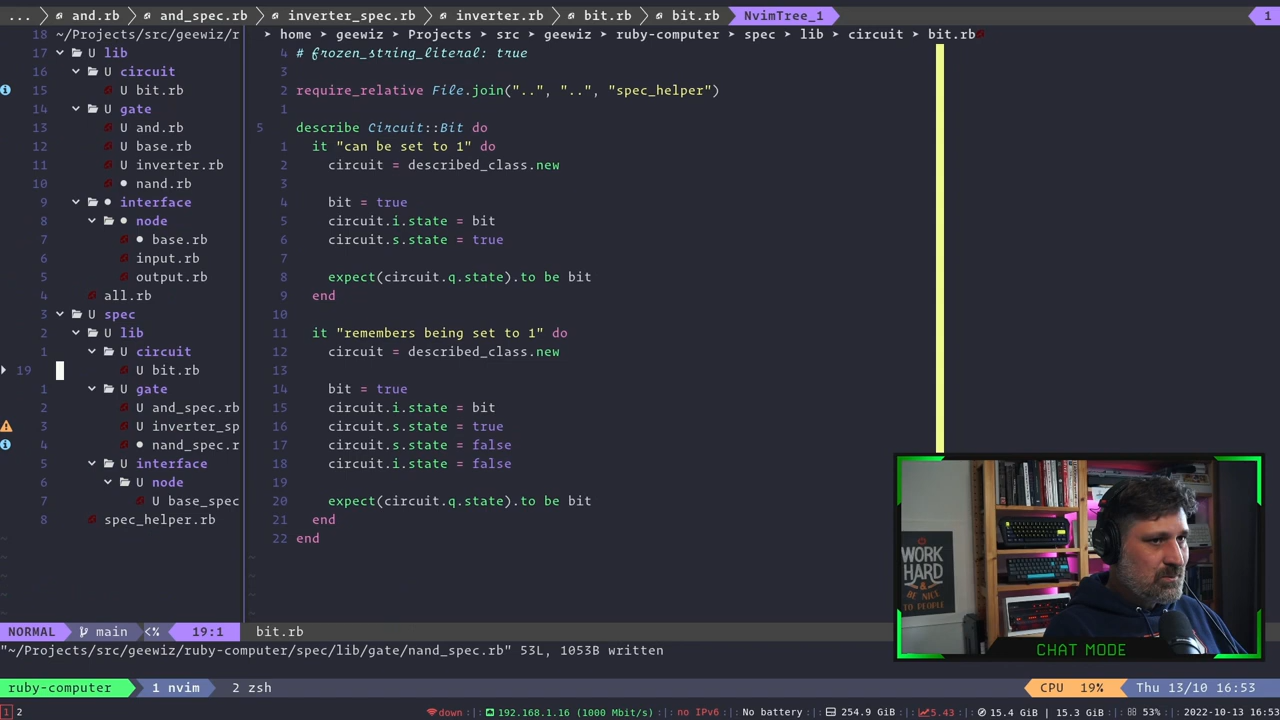 ... and.rb and_spec.rb inverter_spec.rb inverter.rb bit.rb bit.rb NvimTree_1 1
18 ~/Projects/src/geewiz/r
17 U lib
16 U circuit
15 U bit.rb
14 U gate
13 U and.rb
12 U base.rb
11 U inverter.rb
10 nand.rb
9 interface
8 node
7 base.rb
6 input.rb
5 output.rb
4 all.rb
3 U spec
2 U lib
1 U circuit
19 U bit.rb
1 U gate
2 U and_spec.rb
3 U inverter_sp
4 nand_spec.r
5 U interface
6 U node
7 U base_spec
8 spec_helper.rb
home geewiz Projects src geewiz ruby-computer spec lib circuit bit.rb
4 # frozen_string_literal: true
3
2 require_relative File.join("..", "..", "spec_helper")
1
5 describe Circuit::Bit do
1 it "can be set to 1" do
2 circuit = described_class.new
3
4 bit = true
5 circuit.i.state = bit
6 circuit.s.state = true
7
8 expect(circuit.q.state).to be bit
9 end
10
11 it "remembers being set to 1" do
12 circuit = described_class.new
13
14 bit = true
15 circuit.i.state = bit
16 circuit.s.state = true
17 circuit.s.state = false
18 circuit.i.state = false
19
20 expect(circuit.q.state).to be bit
21 end
22 end
WORK
HARD
& BE NICE
TO PEOPLE
CHAT MODE
NORMAL main <% 19:1 bit.rb
"~/Projects/src/geewiz/ruby-computer/spec/lib/gate/nand_spec.rb" 53L, 1053B written
ruby-computer 1 nvim 2 zsh CPU 19% Thu 13/10 16:53
1 2 down 192.168.1.16 (1000 Mbit/s) no IPv6 No battery 254.9 GiB 5.43 15.4 GiB | 15.3 GiB 53% 2022-10-13 16:53